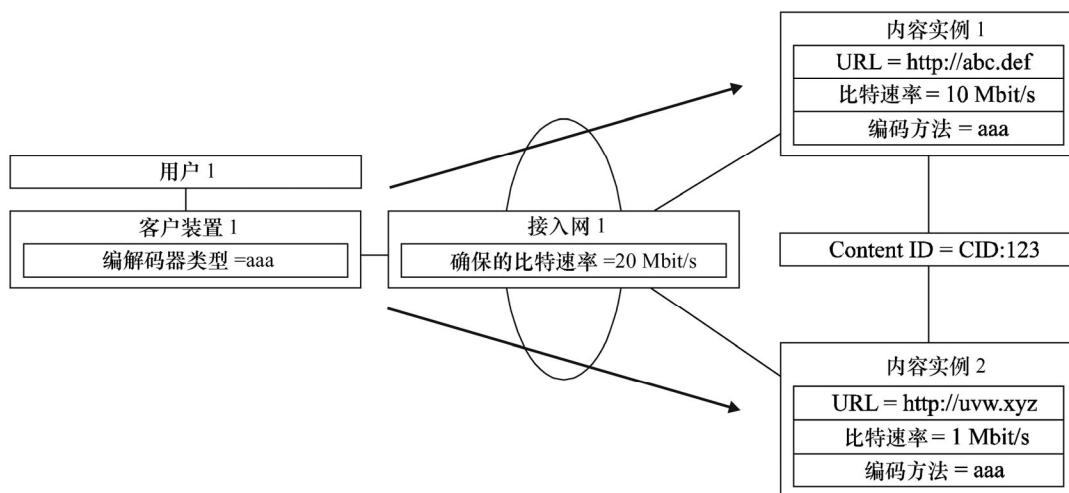 用户 1
客户装置 1
编解码器类型 =aaa
接入网 1
确保的比特速率 =20 Mbit/s
内容实例 1
URL = http://abc.def
比特速率 = 10 Mbit/s
编码方法 = aaa
Content ID = CID:123
内容实例 2
URL = http://uvw.xyz
比特速率 = 1 Mbit/s
编码方法 = aaa